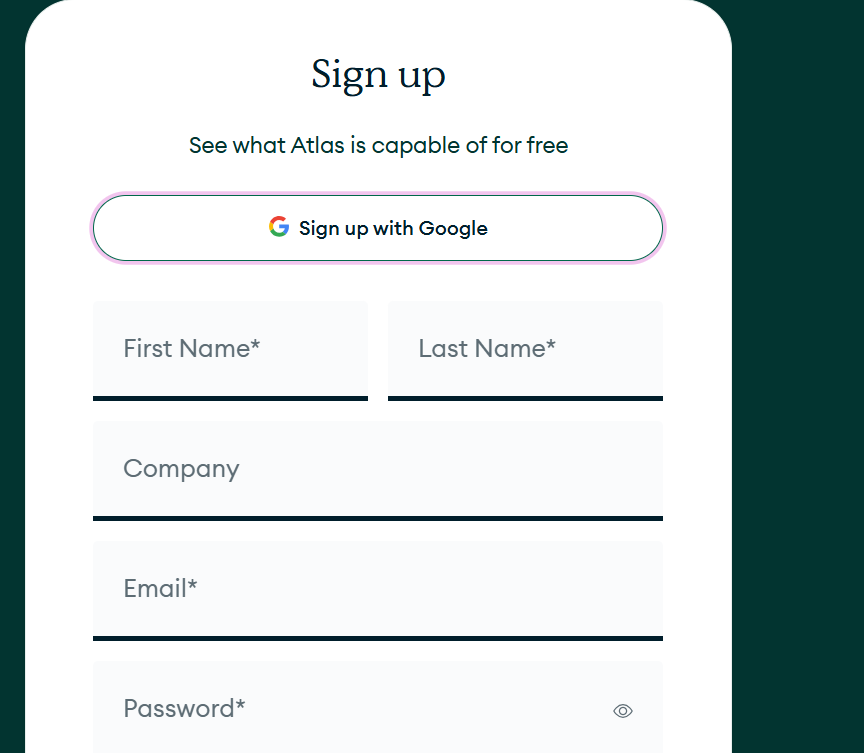 Sign up
See what Atlas is capable of for free
Sign up with Google
First Name*
Last Name*
Company
Email*
Password*